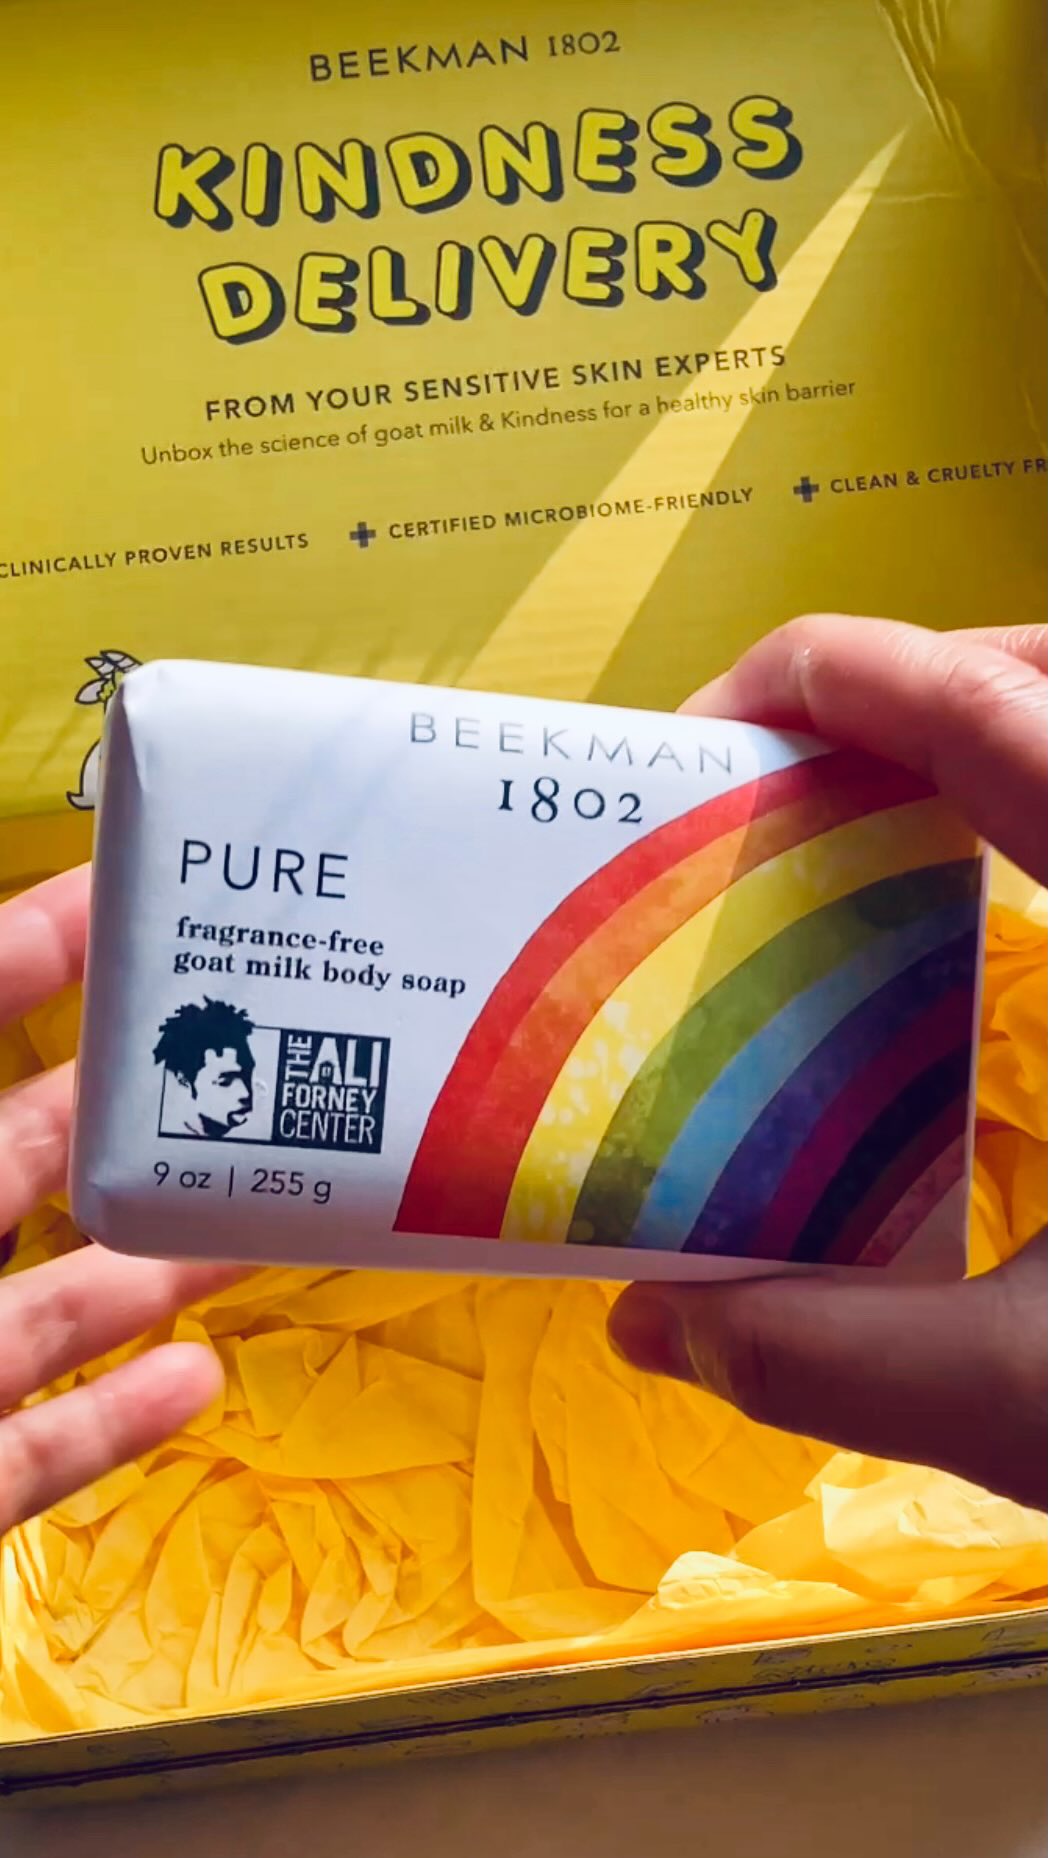 BEEKMAN 1802
KINDNESS
DELIVERY
FROM YOUR SENSITIVE SKIN EXPERTS
Unbox the science of goat milk & Kindness for a healthy skin barrier
CLINICALLY PROVEN RESULTS + CERTIFIED MICROBIOME-FRIENDLY + CLEAN & CRUELTY FR
BEEKMAN
1802
PURE
fragrance-free
goat milk body soap
THE ALI
FORNEY
CENTER
9 oz | 255 g